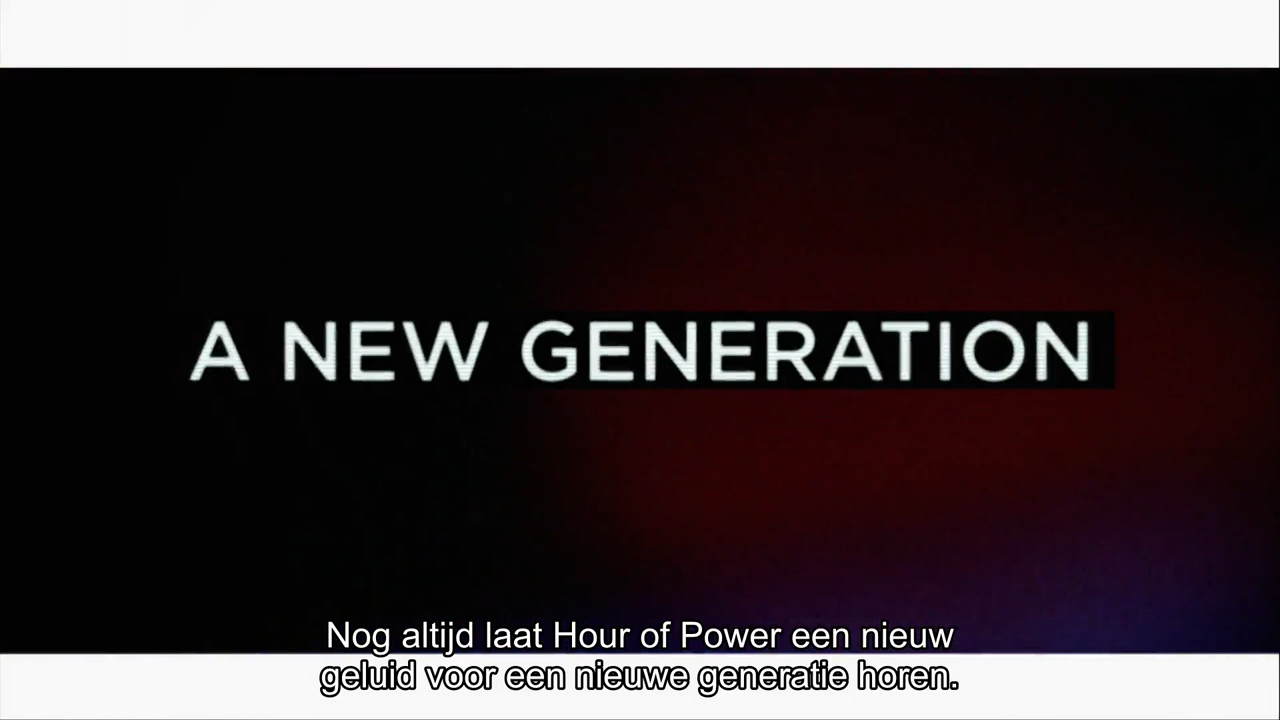 A NEW GENERATION
Nog altijd laat Hour of Power een nieuw
geluid voor een nieuwe generatie horen.